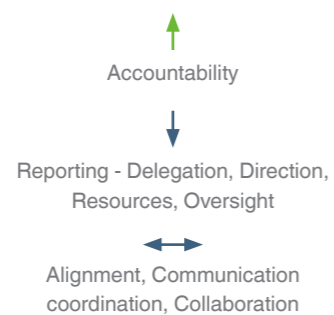 Accountability
Reporting - Delegation, Direction,
Resources, Oversight
Alignment, Communication
coordination, Collaboration